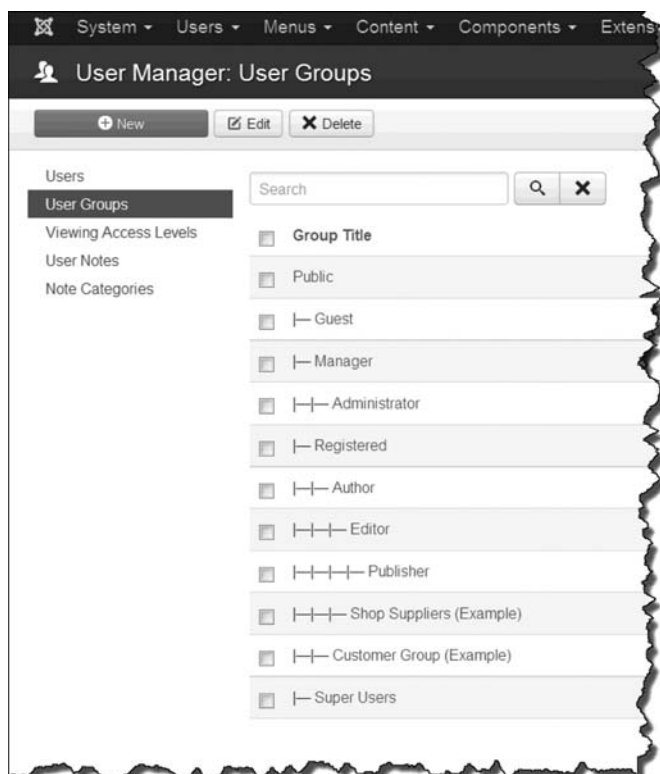 System Users Menus Content Components Extens
User Manager: User Groups
New Edit Delete
Users
User Groups
Viewing Access Levels
User Notes
Note Categories
Search
Group Title
Public
|— Guest
|— Manager
|—|— Administrator
|— Registered
|—|— Author
|—|—|— Editor
|—|—|—|— Publisher
|—|—|— Shop Suppliers (Example)
|—|— Customer Group (Example)
|— Super Users